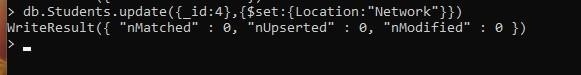 > db.Students.update({_id:4},{$set:{Location:"Network"}})
WriteResult({ "nMatched" : 0, "nUpserted" : 0, "nModified" : 0 })
>